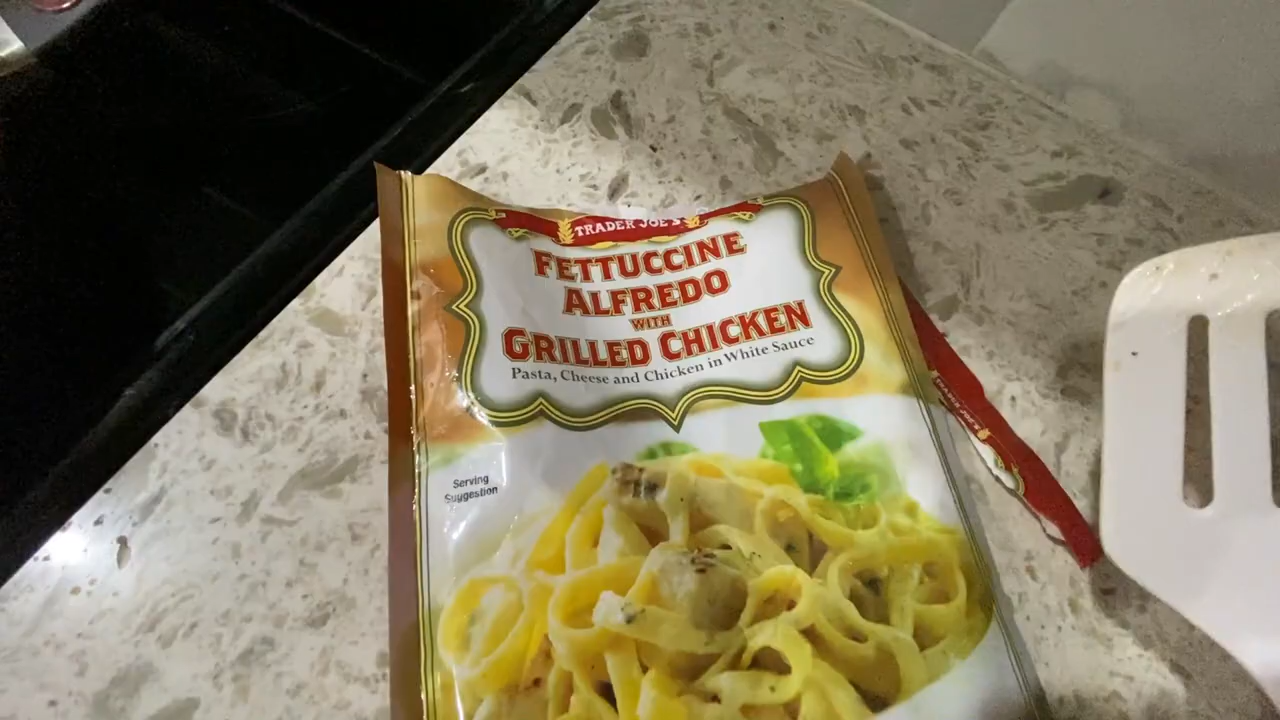 TRADER JOE'S
FETTUCCINE
ALFREDO
WITH
GRILLED CHICKEN
Pasta, Cheese and Chicken in White Sauce
Serving
Suggestion
TRADER JOE'S